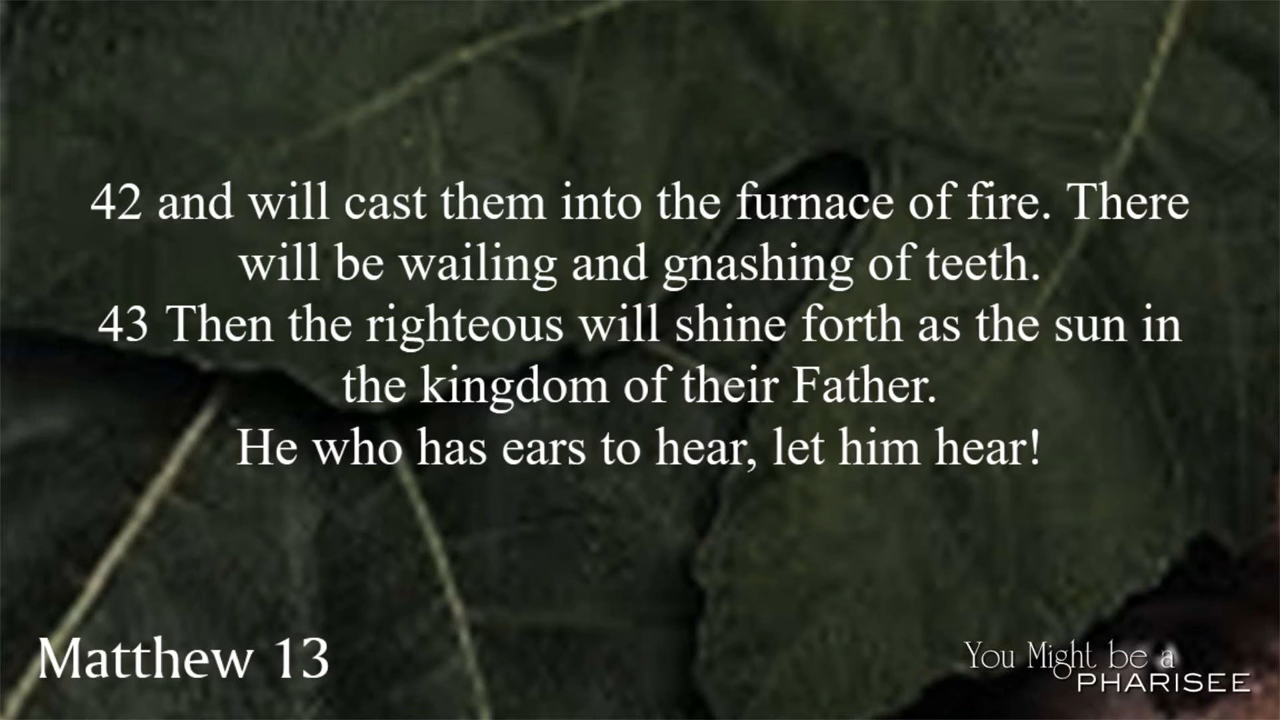 42 and will cast them into the furnace of fire. There
will be wailing and gnashing of teeth.
43 Then the righteous will shine forth as the sun in
the kingdom of their Father.
He who has ears to hear, let him hear!
Matthew 13
You Might be a
PHARISEE